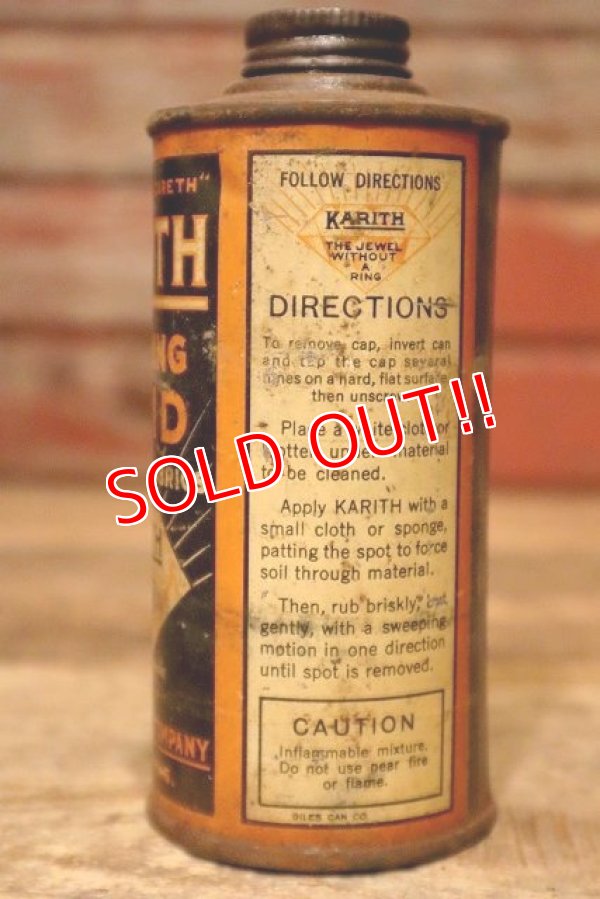 FOLLOW DIRECTIONS
KARITH
THE JEWEL
WITHOUT
A
RING
DIRECTIONS
To remove cap, invert can
and tap the cap several
times on a hard, flat surface
then
Place a white cloth or
blotter under material
to be cleaned.
Apply KARITH with a
small cloth or sponge,
patting the spot to force
soil through material.
Then, rub briskly, but
gently, with a sweeping
motion in one direction
until spot is removed.
CAUTION
Inflammable mixture.
Do not use near fire
or flame.
GILES CAN CO.
SOLD OUT!!
RETH"
TH
NG
D
COMPANY